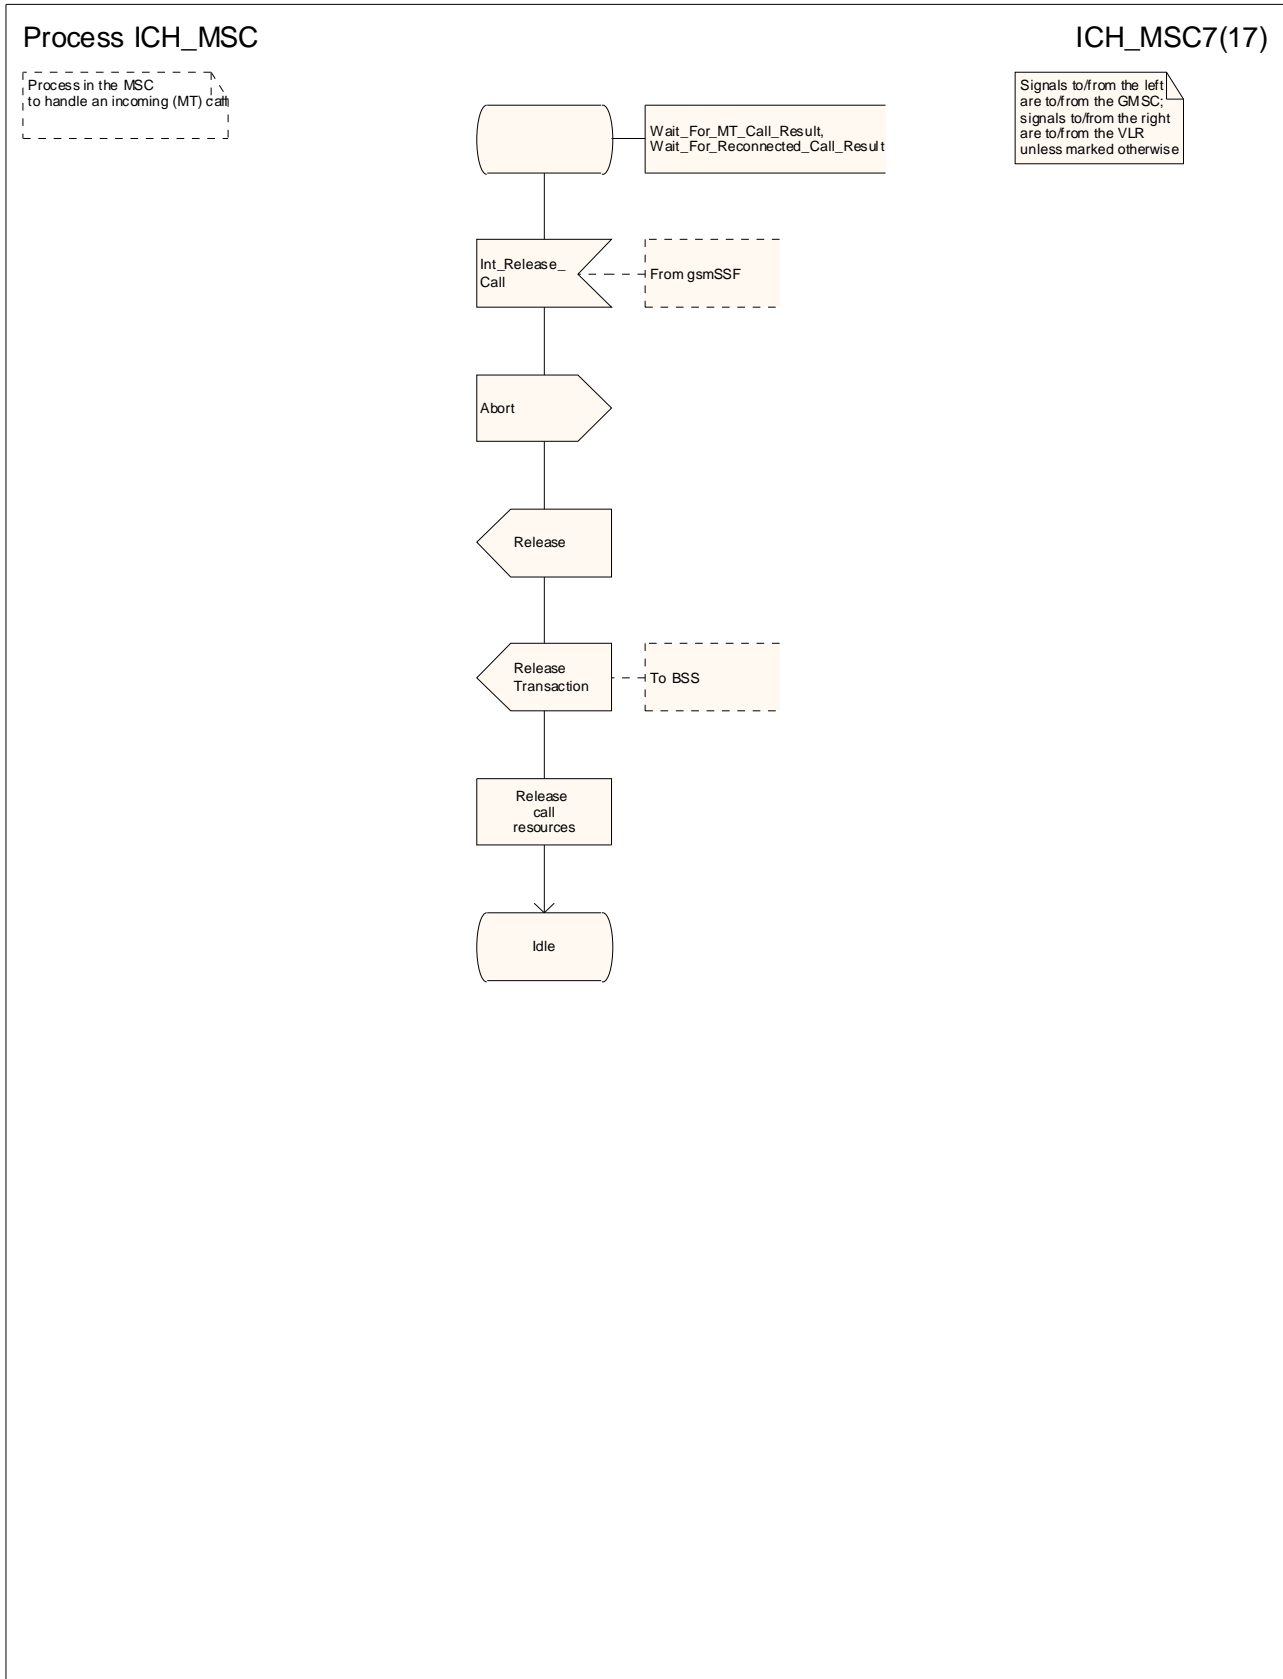 Process ICH_MSC
ICH_MSC7(17)
Process in the MSC
to handle an incoming (MT) call
Signals to/from the left
are to/from the GMSC;
signals to/from the right
are to/from the VLR
unless marked otherwise
Wait_For_MT_Call_Result,
Wait_For_Reconnected_Call_Result
Int_Release_
Call
From gsmSSF
Abort
Release
Release
Transaction
To BSS
Release
call
resources
Idle